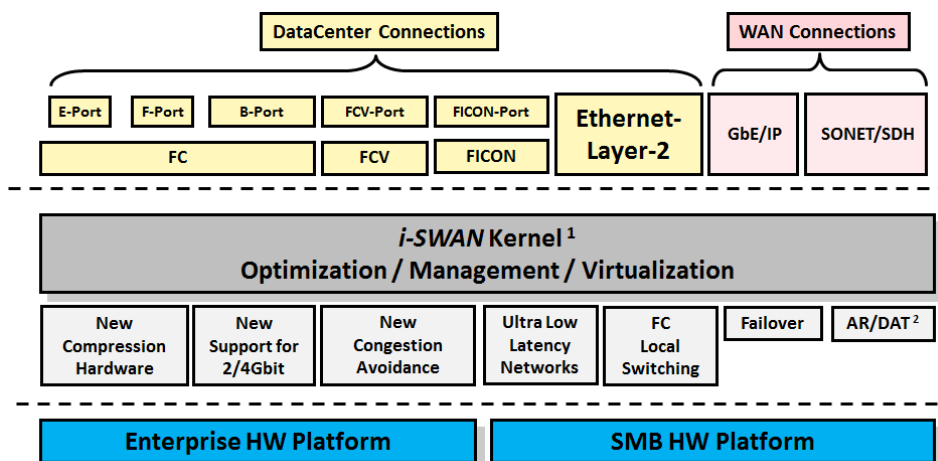 DataCenter Connections
WAN Connections
E-Port
F-Port
B-Port
FCV-Port
FICON-Port
Ethernet-
Layer-2
GbE/IP
SONET/SDH
FC
FCV
FICON
i-SWAN Kernel 1
Optimization / Management / Virtualization
New
Compression
Hardware
New
Support for
2/4Gbit
New
Congestion
Avoidance
Ultra Low
Latency
Networks
FC
Local
Switching
Failover
AR/DAT 2
Enterprise HW Platform
SMB HW Platform